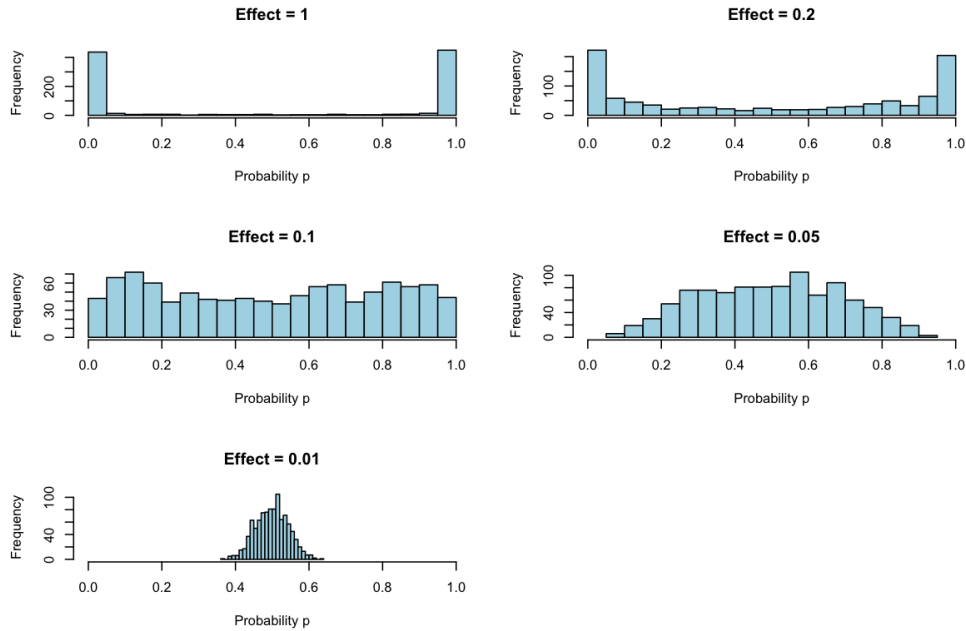 Effect = 1
Frequency
0 200
0.0 0.2 0.4 0.6 0.8 1.0
Probability p
Effect = 0.2
Frequency
0 100
0.0 0.2 0.4 0.6 0.8 1.0
Probability p
Effect = 0.1
Frequency
0 30 60
0.0 0.2 0.4 0.6 0.8 1.0
Probability p
Effect = 0.05
Frequency
0 40 100
0.0 0.2 0.4 0.6 0.8 1.0
Probability p
Effect = 0.01
Frequency
0 40 100
0.0 0.2 0.4 0.6 0.8 1.0
Probability p